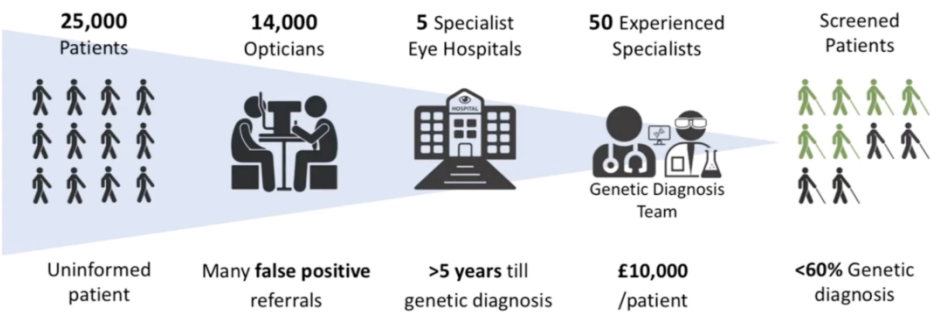 25,000
Patients
14,000
Opticians
5 Specialist
Eye Hospitals
50 Experienced
Specialists
Screened
Patients
HOSPITAL
Genetic Diagnosis
Team
Uninformed
patient
Many false positive
referrals
>5 years till
genetic diagnosis
£10,000
/patient
<60% Genetic
diagnosis